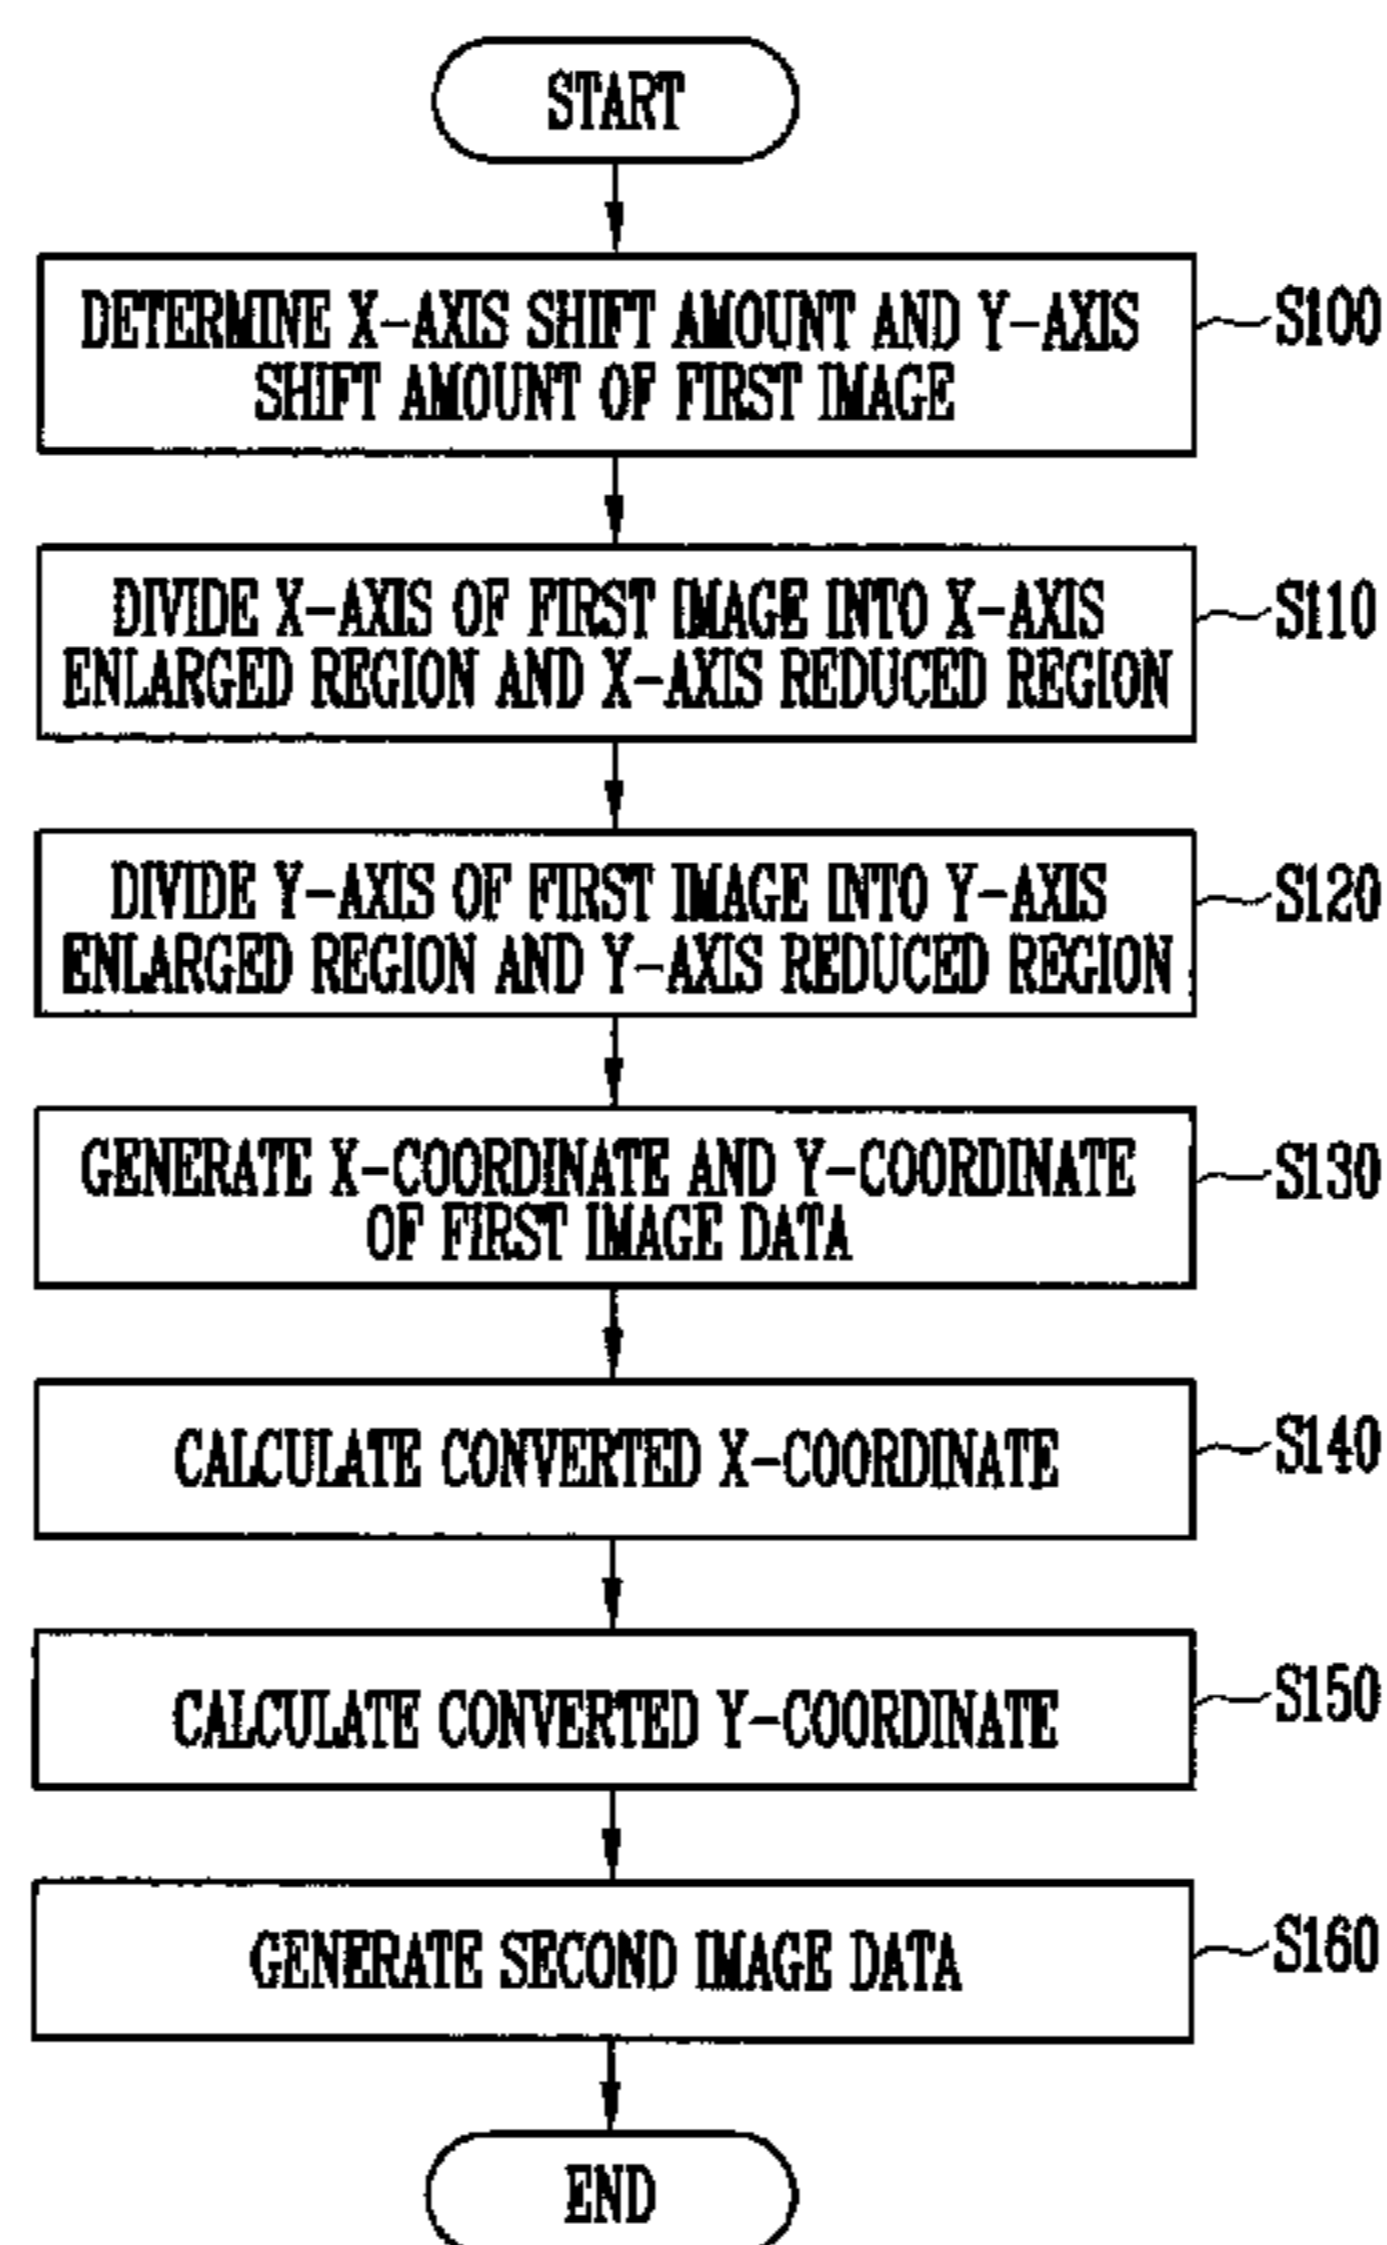 START
DETERMINE X-AXIS SHIFT AMOUNT AND Y-AXIS
SHIFT AMOUNT OF FIRST IMAGE
S100
DIVIDE X-AXIS OF FIRST IMAGE INTO X-AXIS
ENLARGED REGION AND X-AXIS REDUCED REGION
S110
DIVIDE Y-AXIS OF FIRST IMAGE INTO Y-AXIS
ENLARGED REGION AND Y-AXIS REDUCED REGION
S120
GENERATE X-COORDINATE AND Y-COORDINATE
OF FIRST IMAGE DATA
S130
CALCULATE CONVERTED X-COORDINATE
S140
CALCULATE CONVERTED Y-COORDINATE
S150
GENERATE SECOND IMAGE DATA
S160
END